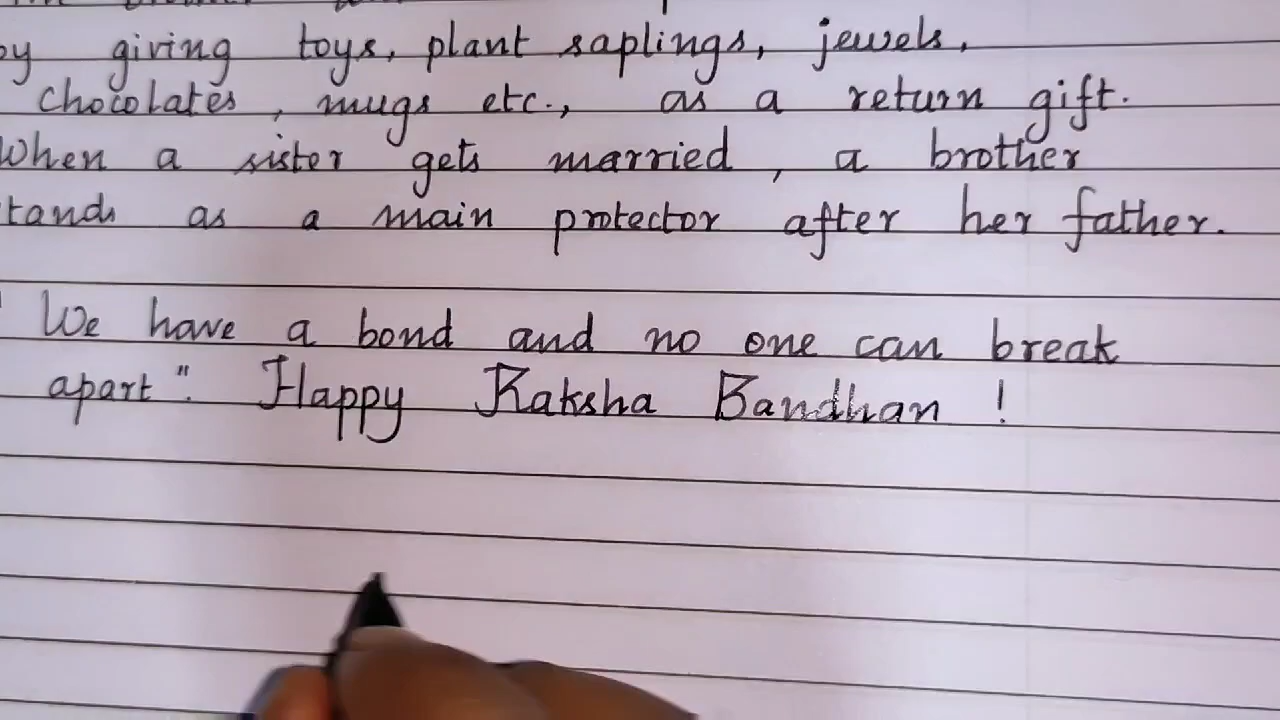 by giving toys, plant saplings, jewels,
chocolates, mugs etc., as a return gift.
When a sister gets married, a brother
tands as a main protector after her father.
" We have a bond and no one can break
apart". Happy Raksha Bandhan !